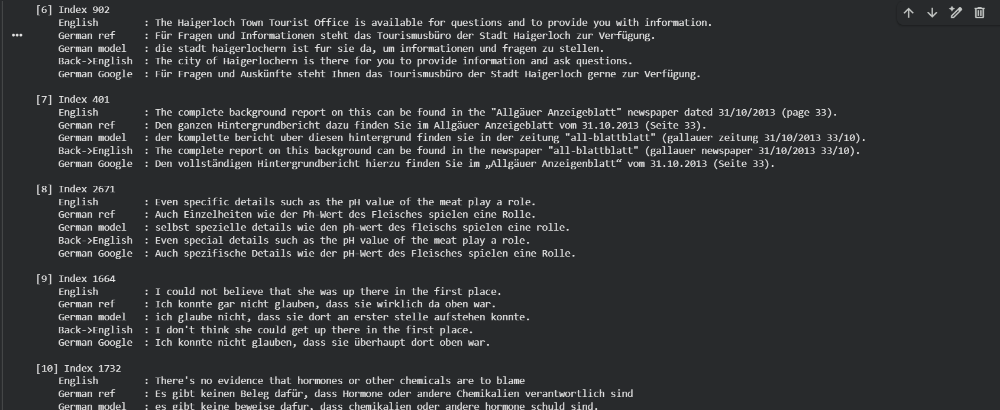 [6] Index 902
English : The Haigerloch Town Tourist Office is available for questions and to provide you with information.
German ref : Für Fragen und Informationen steht das Tourismusbüro der Stadt Haigerloch zur Verfügung.
German model : die stadt haigerlochern ist fur sie da, um informationen und fragen zu stellen.
Back->English : The city of Haigerlochern is there for you to provide information and ask questions.
German Google : Für Fragen und Auskünfte steht Ihnen das Tourismusbüro der Stadt Haigerloch gerne zur Verfügung.
[7] Index 401
English : The complete background report on this can be found in the "Allgäuer Anzeigeblatt" newspaper dated 31/10/2013 (page 33).
German ref : Den ganzen Hintergrundbericht dazu finden Sie im Allgäuer Anzeigeblatt vom 31.10.2013 (Seite 33).
German model : der komplette bericht uber diesen hintergrund finden sie in der zeitung "all-blattblatt" (gallauer zeitung 31/10/2013 33/10).
Back->English : The complete report on this background can be found in the newspaper "all-blattblatt" (gallauer newspaper 31/10/2013 33/10).
German Google : Den vollständigen Hintergrundbericht hierzu finden Sie im „Allgäuer Anzeigenblatt“ vom 31.10.2013 (Seite 33).
[8] Index 2671
English : Even specific details such as the pH value of the meat play a role.
German ref : Auch Einzelheiten wie der Ph-Wert des Fleisches spielen eine Rolle.
German model : selbst spezielle details wie den ph-wert des fleischs spielen eine rolle.
Back->English : Even special details such as the pH value of the meat play a role.
German Google : Auch spezifische Details wie der pH-Wert des Fleisches spielen eine Rolle.
[9] Index 1664
English : I could not believe that she was up there in the first place.
German ref : Ich konnte gar nicht glauben, dass sie wirklich da oben war.
German model : ich glaube nicht, dass sie dort an erster stelle aufstehen konnte.
Back->English : I don't think she could get up there in the first place.
German Google : Ich konnte nicht glauben, dass sie überhaupt dort oben war.
[10] Index 1732
English : There's no evidence that hormones or other chemicals are to blame
German ref : Es gibt keinen Beleg dafür, dass Hormone oder andere Chemikalien verantwortlich sind
German model : es gibt keine beweise dafur, dass chemikalien oder andere hormone schuld sind.